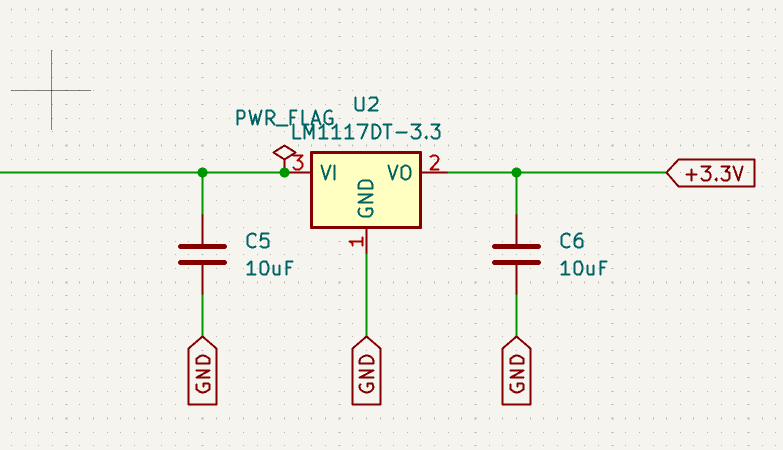 U2
PWR_FLAG
LM1117DT-3.3
3
VI
VO
2
+3.3V
GND
1
C5
10uF
C6
10uF
GND
GND
GND